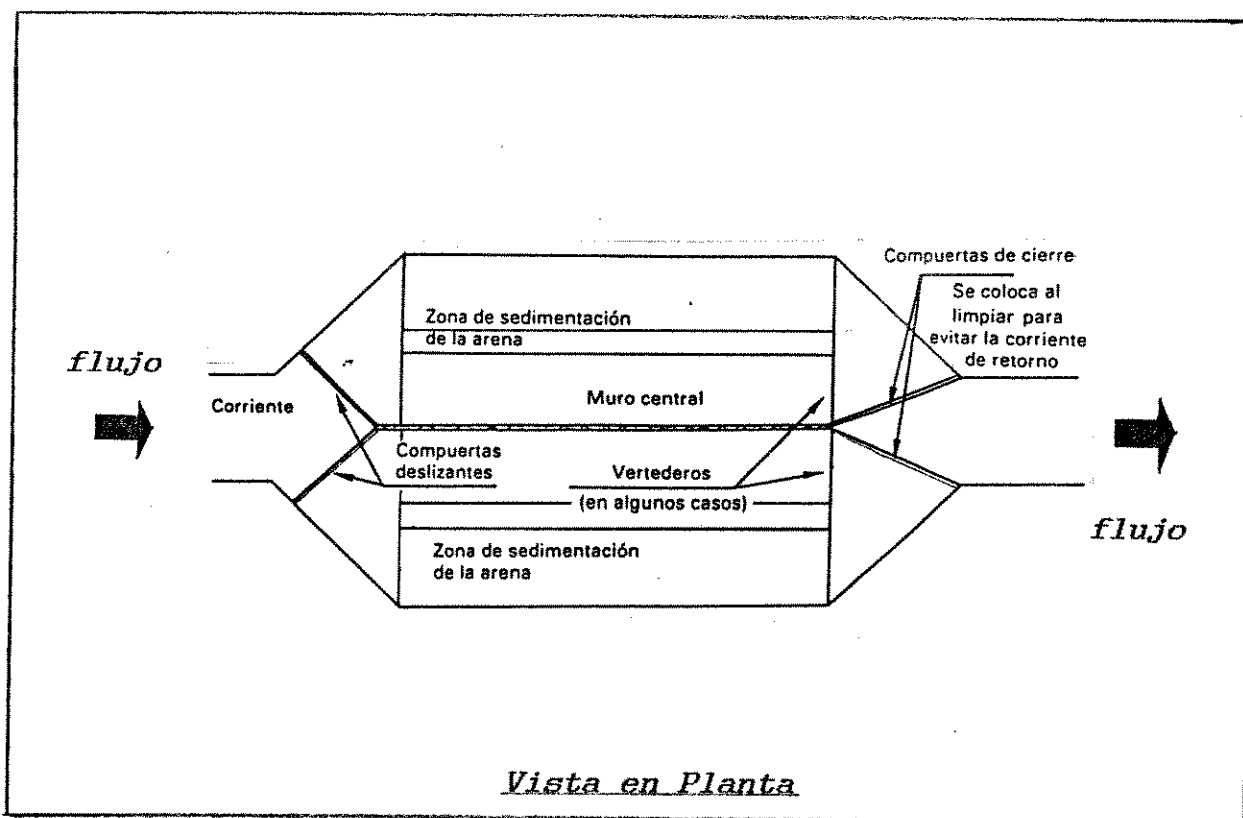 Compuertas de cierre
Se coloca al
limpiar para
evitar la corriente
de retorno
Zona de sedimentación
de la arena
flujo
Corriente
Muro central
Compuertas
deslizantes
Vertederos
(en algunos casos)
flujo
Zona de sedimentación
de la arena
Vista en Planta